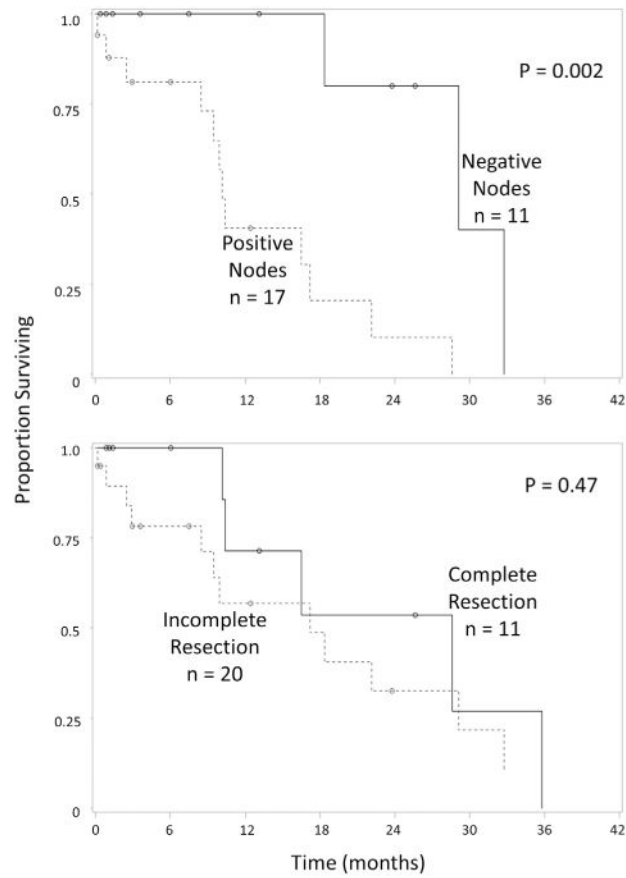 1.0
P = 0.002
0.75
Negative
Nodes
n = 11
0.5
Positive
Nodes
n = 17
0.25
0
0 6 12 18 24 30 36 42
Proportion Surviving
1.0
P = 0.47
0.75
Complete
Resection
n = 11
Incomplete
Resection
n = 20
0.5
0.25
0
0 6 12 18 24 30 36 42
Time (months)